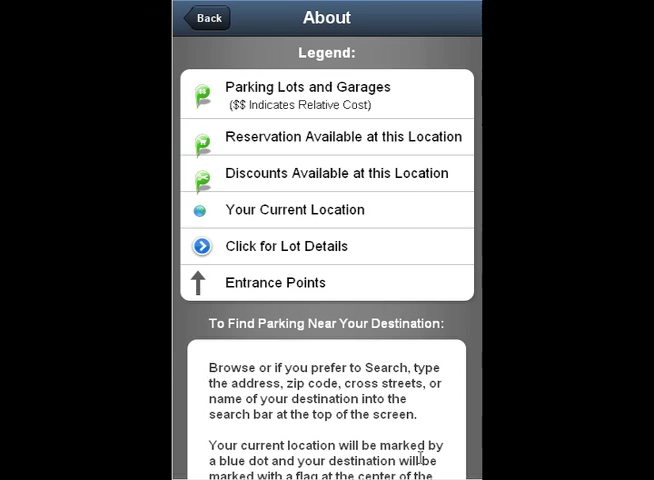 Back
About
Legend:
Parking Lots and Garages
($$ Indicates Relative Cost)
Reservation Available at this Location
Discounts Available at this Location
Your Current Location
Click for Lot Details
Entrance Points
To Find Parking Near Your Destination:
Browse or if you prefer to Search, type
the address, zip code, cross streets, or
name of your destination into the
search bar at the top of the screen.
Your current location will be marked by
a blue dot and your destination will be
marked with a flag at the center of the